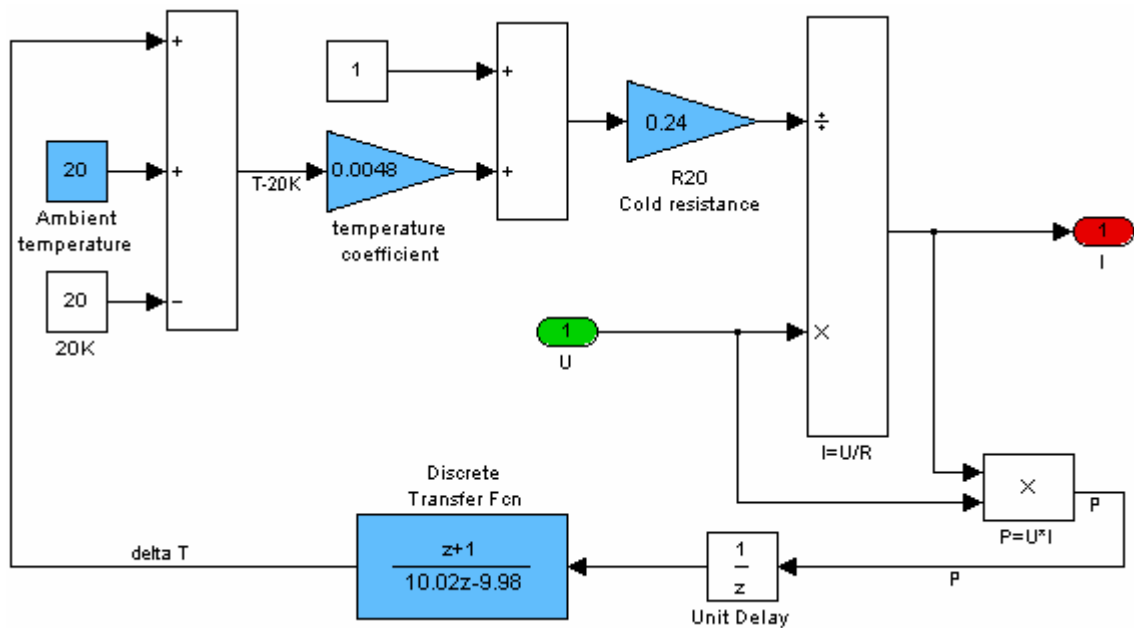 +
1
+
20
+
T-20K
0.0048
+
0.24
÷
Ambient
temperature
temperature
coefficient
R20
Cold resistance
20
−
20K
1
U
×
1
I
I=U/R
×
P
P=U*I
Discrete
Transfer Fcn
delta T
z+1
10.02z-9.98
1
z
Unit Delay
P